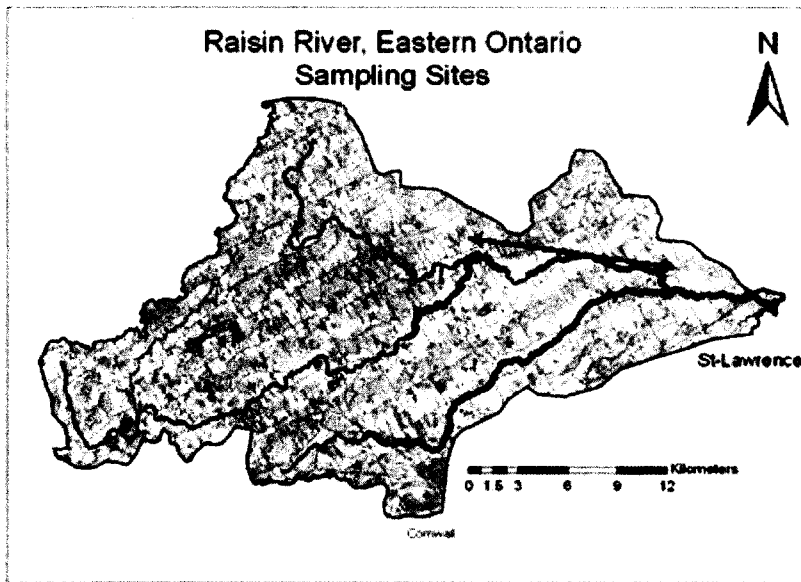 Raisin River, Eastern Ontario
Sampling Sites
N
St-Lawrence
Kilometers
0 1.5 3 6 9 12
Cornwall